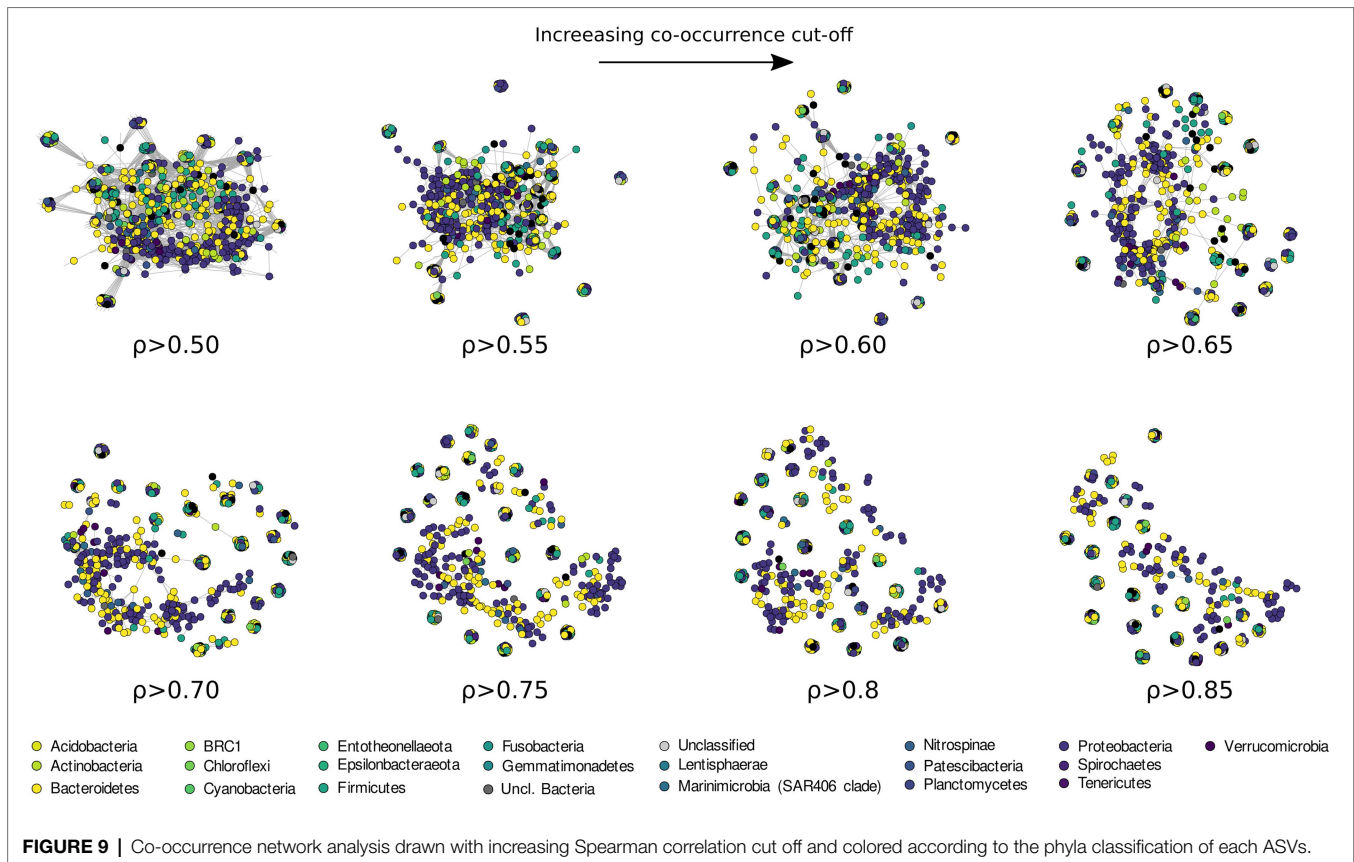 Increeasing co-occurrence cut-off
ρ>0.50
ρ>0.55
ρ>0.60
ρ>0.65
ρ>0.70
ρ>0.75
ρ>0.8
ρ>0.85
Acidobacteria
Actinobacteria
Bacteroidetes
BRC1
Chloroflexi
Cyanobacteria
Entotheonellaeota
Epsilonbacteraeota
Firmicutes
Fusobacteria
Gemmatimonadetes
Uncl. Bacteria
Unclassified
Lentisphaerae
Marinimicrobia (SAR406 clade)
Nitrospinae
Patescibacteria
Planctomycetes
Proteobacteria
Spirochaetes
Tenericutes
Verrucomicrobia
FIGURE 9 | Co-occurrence network analysis drawn with increasing Spearman correlation cut off and colored according to the phyla classification of each ASVs.